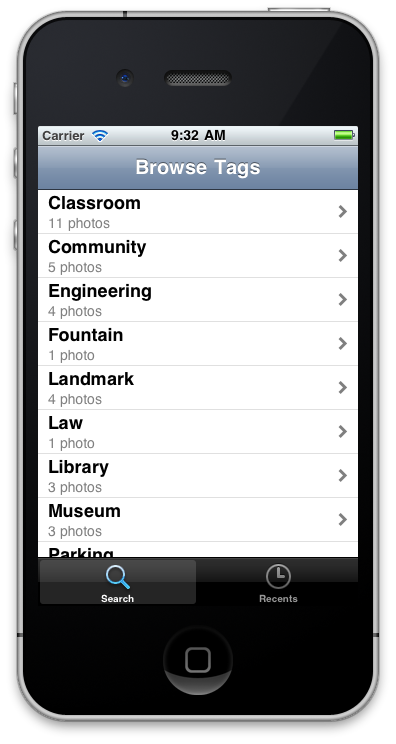 Carrier 9:32 AM
Browse Tags
Classroom
11 photos
Community
5 photos
Engineering
4 photos
Fountain
1 photo
Landmark
4 photos
Law
1 photo
Library
3 photos
Museum
3 photos
Parking
Search Recents